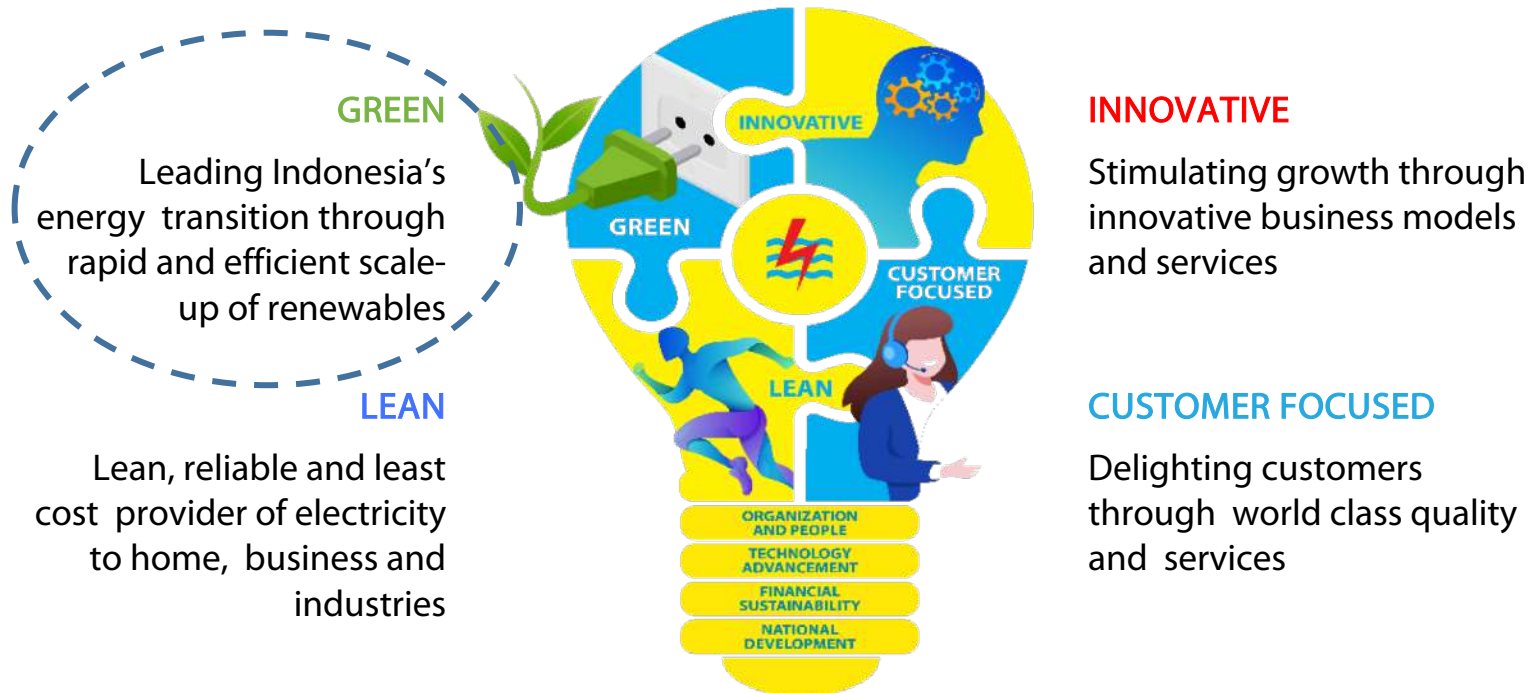 GREEN
Leading Indonesia’s
energy  transition through
rapid and efficient scale-
up of renewables
LEAN
Lean, reliable and least
cost  provider of electricity
to home,  business and
industries
INNOVATIVE
GREEN
CUSTOMER
FOCUSED
LEAN
ORGANIZATION
AND PEOPLE
TECHNOLOGY
ADVANCEMENT
FINANCIAL
SUSTAINABILITY
NATIONAL
DEVELOPMENT
INNOVATIVE
Stimulating growth through
innovative business models
and services
CUSTOMER FOCUSED
Delighting customers
through  world class quality
and  services